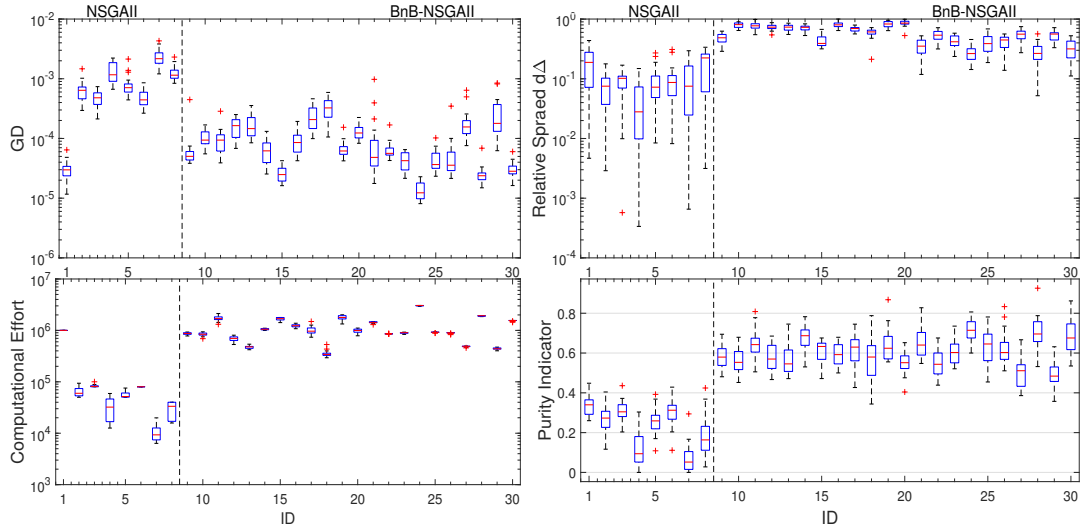 NSGAII BnB-NSGAII
10^-2
10^-3
10^-4
10^-5
10^-6
GD
1 5 10 15 20 25 30
NSGAII BnB-NSGAII
10^0
10^-1
10^-2
10^-3
10^-4
Relative Spraed dΔ
1 5 10 15 20 25 30
10^7
10^6
10^5
10^4
10^3
Computational Effort
1 5 10 15 20 25 30
ID
0.8
0.6
0.4
0.2
0
Purity Indicator
1 5 10 15 20 25 30
ID